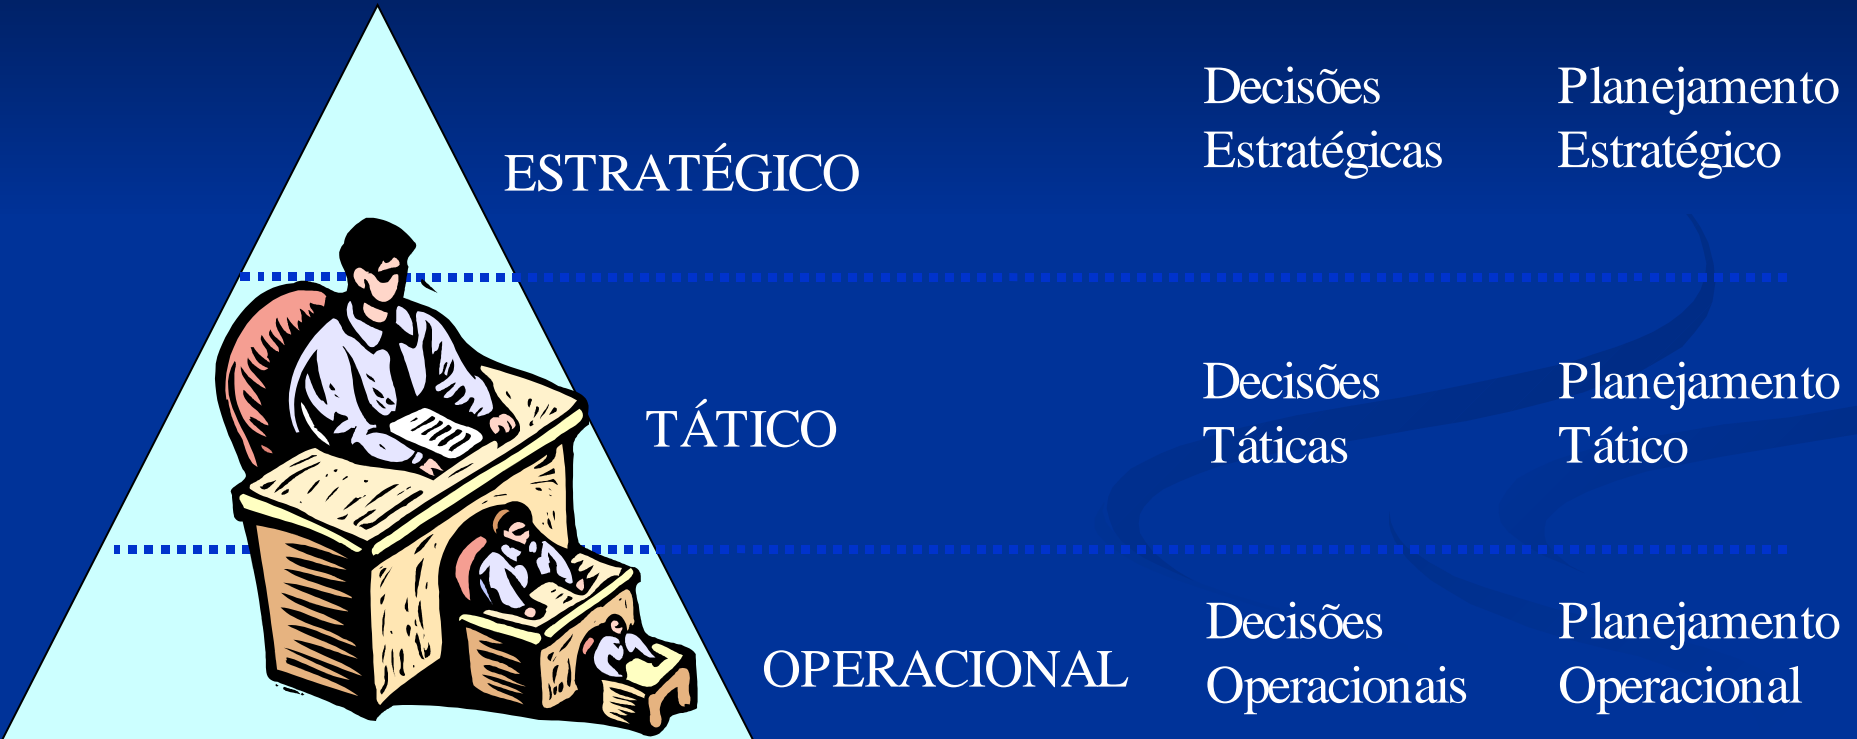 ESTRATÉGICO
Decisões
Estratégicas
Planejamento
Estratégico
TÁTICO
Decisões
Táticas
Planejamento
Tático
OPERACIONAL
Decisões
Operacionais
Planejamento
Operacional